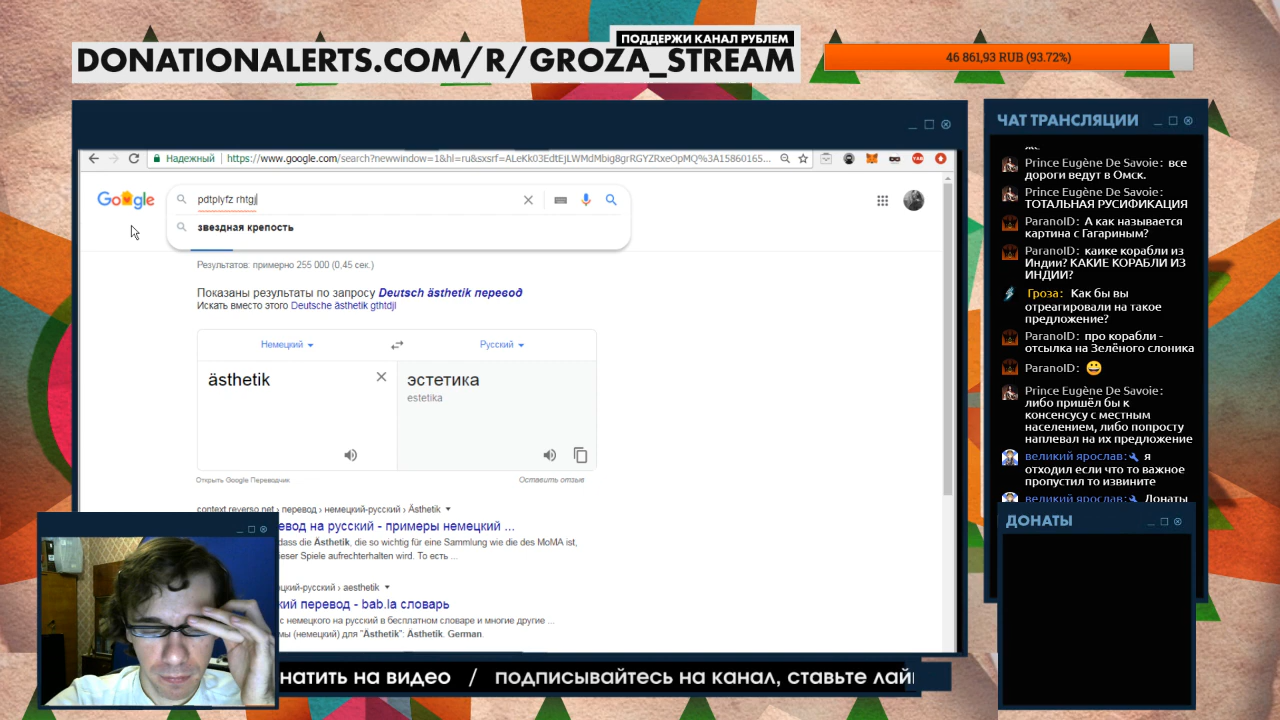 ПОДДЕРЖИ КАНАЛ РУБЛЕМ
DONATIONALERTS.COM/R/GROZA_STREAM
46 861,93 RUB (93.72%)
Надежный
https://www.google.com/search?newwindow=1&hl=ru&sxsrf=ALeKk03EdtEjLWMdMbig8grRGYZRxeOpMQ%3A15860165...
Google
pdtplyfz rhtgj
звездная крепость
Результатов: примерно 255 000 (0,45 сек.)
Показаны результаты по запросу Deutsch ästhetik перевод
Искать вместо этого Deutsche ästhetik gthtdjl
Немецкий
Русский
ästhetik
эстетика
estetika
Открыть Google Переводчик
Оставить отзыв
context.reverso.net › перевод › немецкий-русский › Ästhetik
евод на русский - примеры немецкий ...
dass die Ästhetik, die so wichtig für eine Sammlung wie die des MoMA ist,
ieser Spiele aufrechterhalten wird. То есть ...
цкий-русский › aesthetik
кий перевод - bab.la словарь
с немецкого на русский в бесплатном словаре и многие другие ...
мы (немецкий) для "Ästhetik": Ästhetik. German.
натить на видео / подписывайтесь на канал, ставьте лай
ЧАТ ТРАНСЛЯЦИИ
Prince Eugène De Savoie: все
дороги ведут в Омск.
Prince Eugène De Savoie:
ТОТАЛЬНАЯ РУСИФИКАЦИЯ
ParanoID: А как называется
картина с Гагариным?
ParanoID: каике корабли из
Индии? КАКИЕ КОРАБЛИ ИЗ
ИНДИИ?
Гроза: Как бы вы
отреагировали на такое
предложение?
ParanoID: про корабли -
отсылка на Зелёного слоника
ParanoID: 😀
Prince Eugène De Savoie:
либо пришёл бы к
консенсусу с местным
населением, либо попросту
наплевал на их предложение
великий ярослав: я
отходил если что то важное
пропустил то извините
великий ярослав: Донаты
ДОНАТЫ